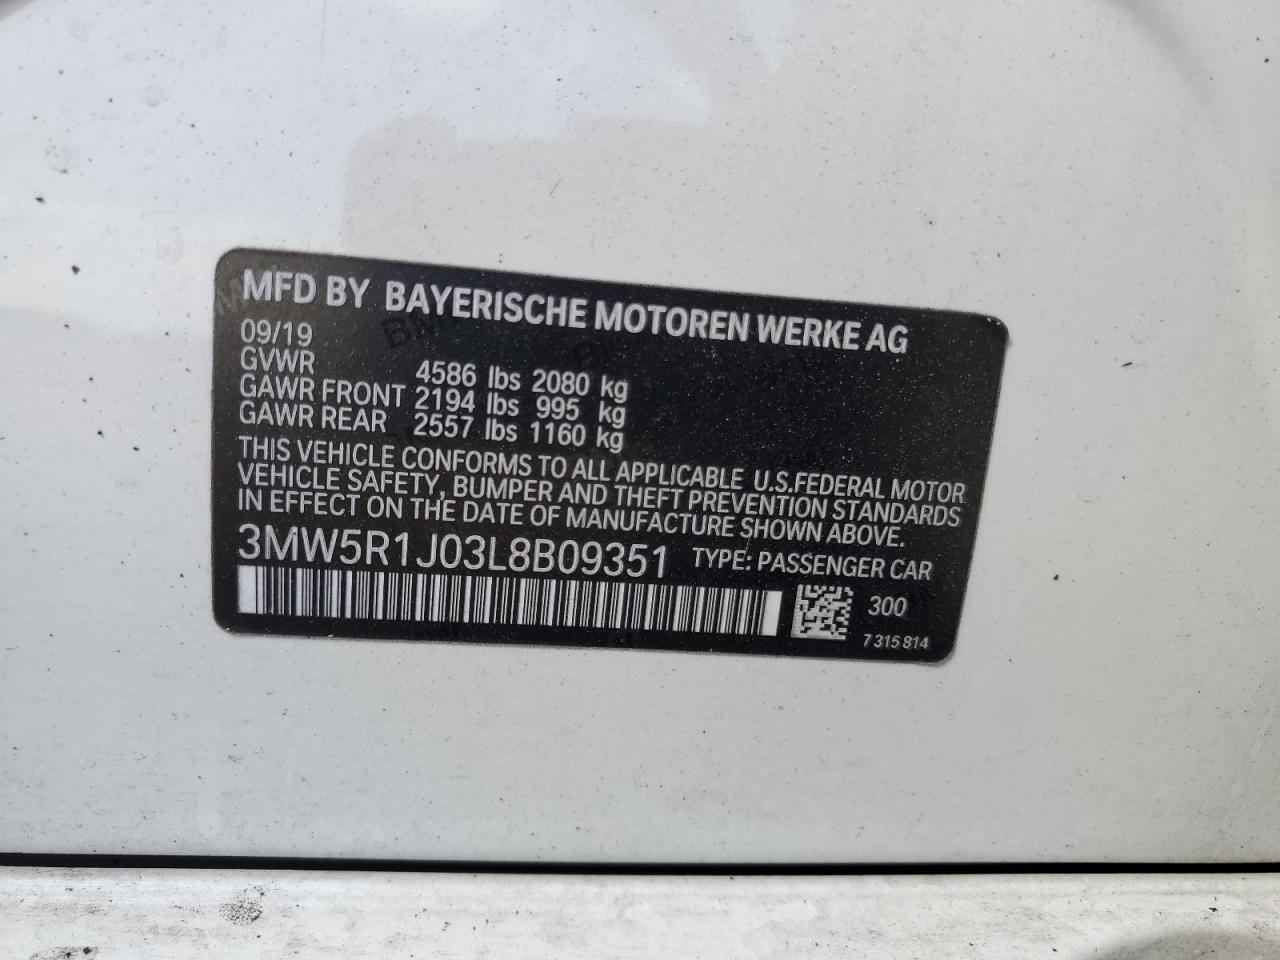 MFD BY BAYERISCHE MOTOREN WERKE AG
09/19
GVWR 4586 lbs 2080 kg
GAWR FRONT 2194 lbs 995 kg
GAWR REAR 2557 lbs 1160 kg
THIS VEHICLE CONFORMS TO ALL APPLICABLE U.S.FEDERAL MOTOR
VEHICLE SAFETY, BUMPER AND THEFT PREVENTION STANDARDS
IN EFFECT ON THE DATE OF MANUFACTURE SHOWN ABOVE.
3MW5R1J03L8B09351 TYPE: PASSENGER CAR
300
7 315 814